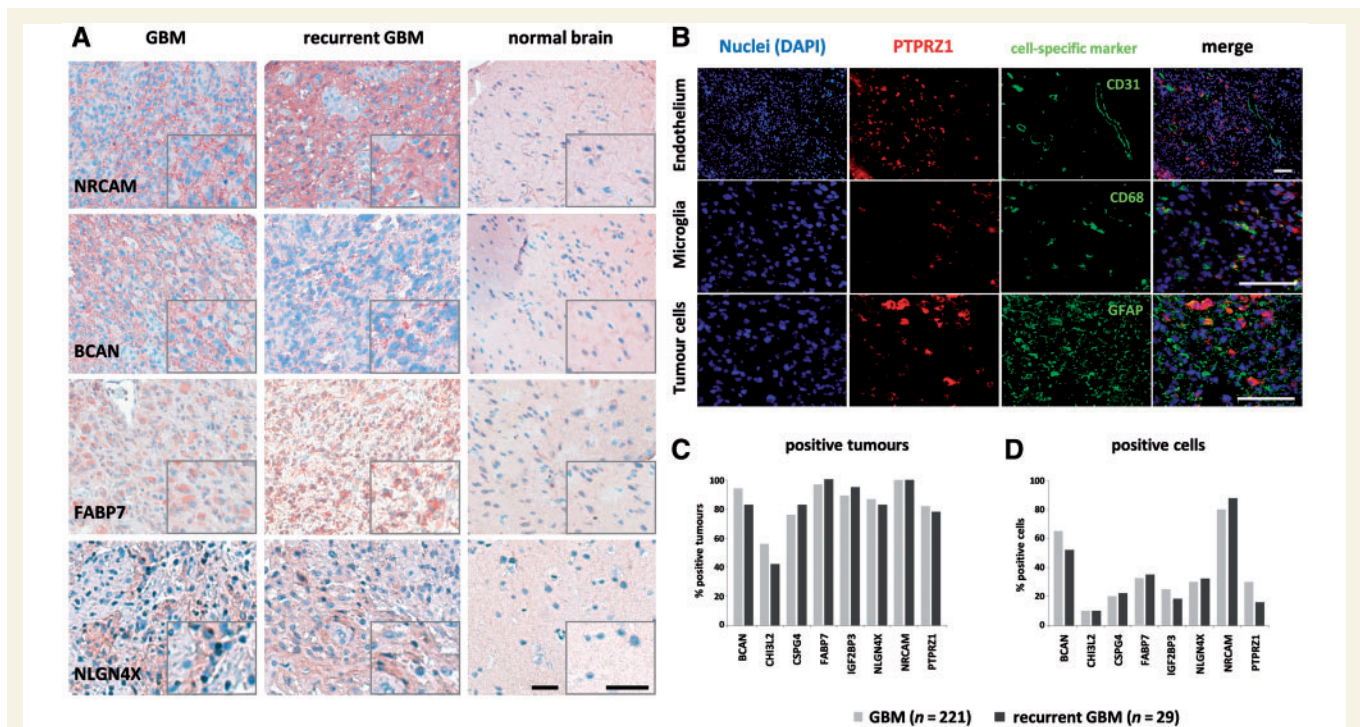 A
GBM
recurrent GBM
normal brain
NRCAM
BCAN
FABP7
NLGN4X
B
Nuclei (DAPI)
PTPRZ1
cell-specific marker
merge
Endothelium
CD31
Microglia
CD68
Tumour cells
GFAP
C
positive tumours
% positive tumours
100
80
60
40
20
0
BCAN
CHI3L2
CSPG4
FABP7
IGF2BP3
NLGN4X
NRCAM
PTPRZ1
D
positive cells
% positive cells
100
80
60
40
20
0
BCAN
CHI3L2
CSPG4
FABP7
IGF2BP3
NLGN4X
NRCAM
PTPRZ1
GBM (n = 221)
recurrent GBM (n = 29)